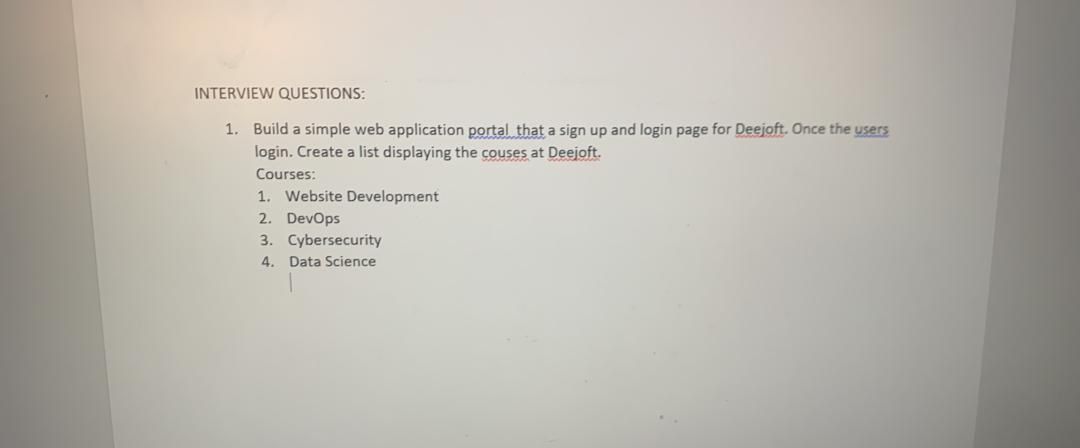 INTERVIEW QUESTIONS:
1. Build a simple web application portal that a sign up and login page for Deejoft. Once the users
login. Create a list displaying the couses at Deejoft.
Courses:
1. Website Development
2. DevOps
3. Cybersecurity
4. Data Science